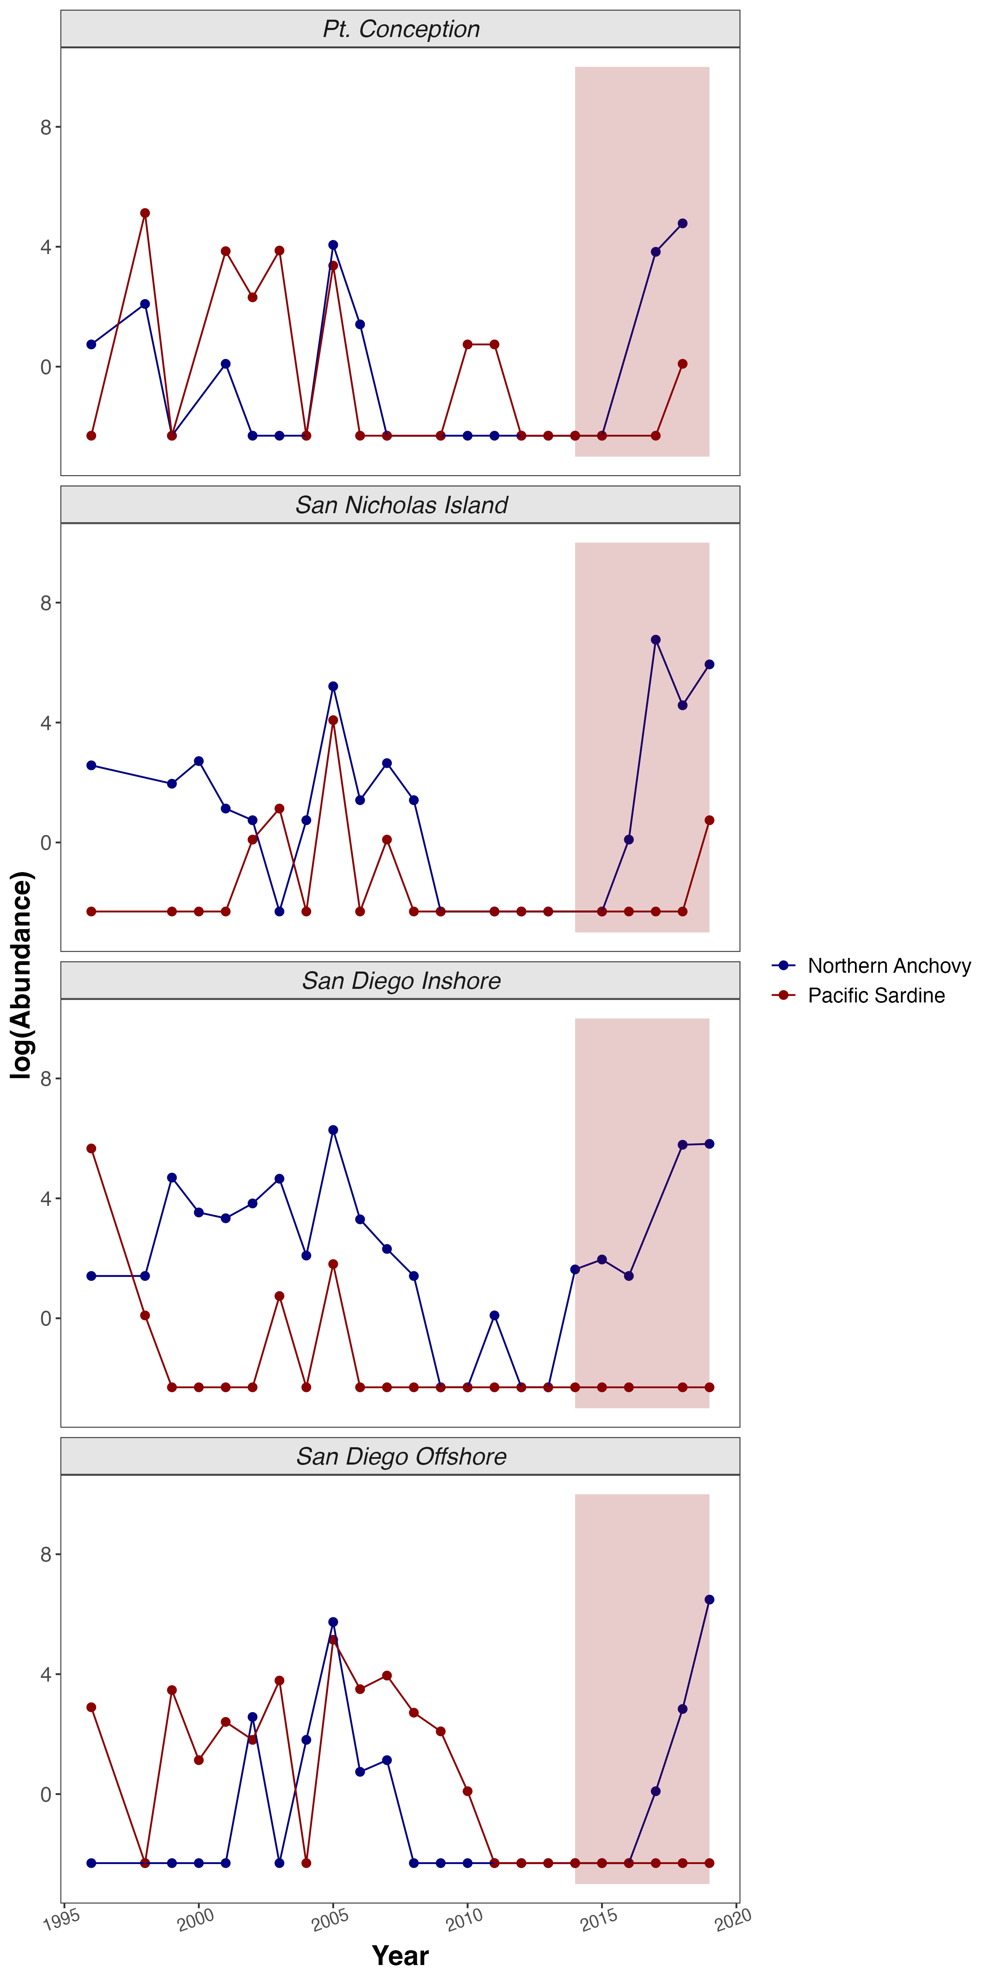 Pt. Conception
8
4
0
San Nicholas Island
8
4
0
San Diego Inshore
8
4
0
San Diego Offshore
8
4
0
1995 2000 2005 2010 2015 2020
Year
log(Abundance)
Northern Anchovy
Pacific Sardine